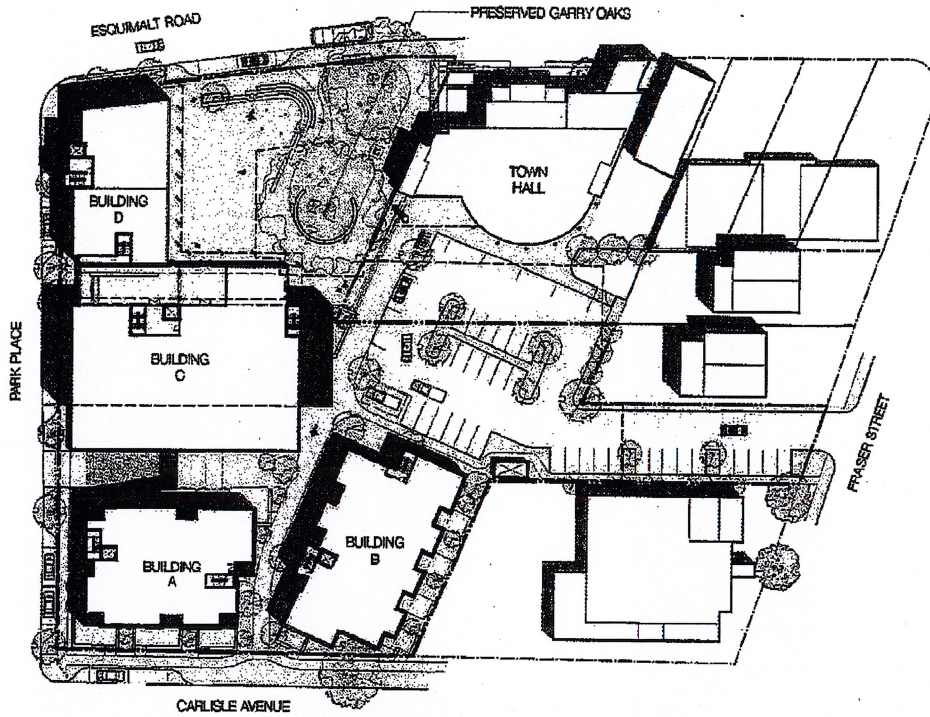 ESQUIMALT ROAD
PRESERVED GARRY OAKS
TOWN
HALL
BUILDING
D
BUILDING
C
PARK PLACE
FRASER STREET
BUILDING
B
BUILDING
A
CARLISLE AVENUE